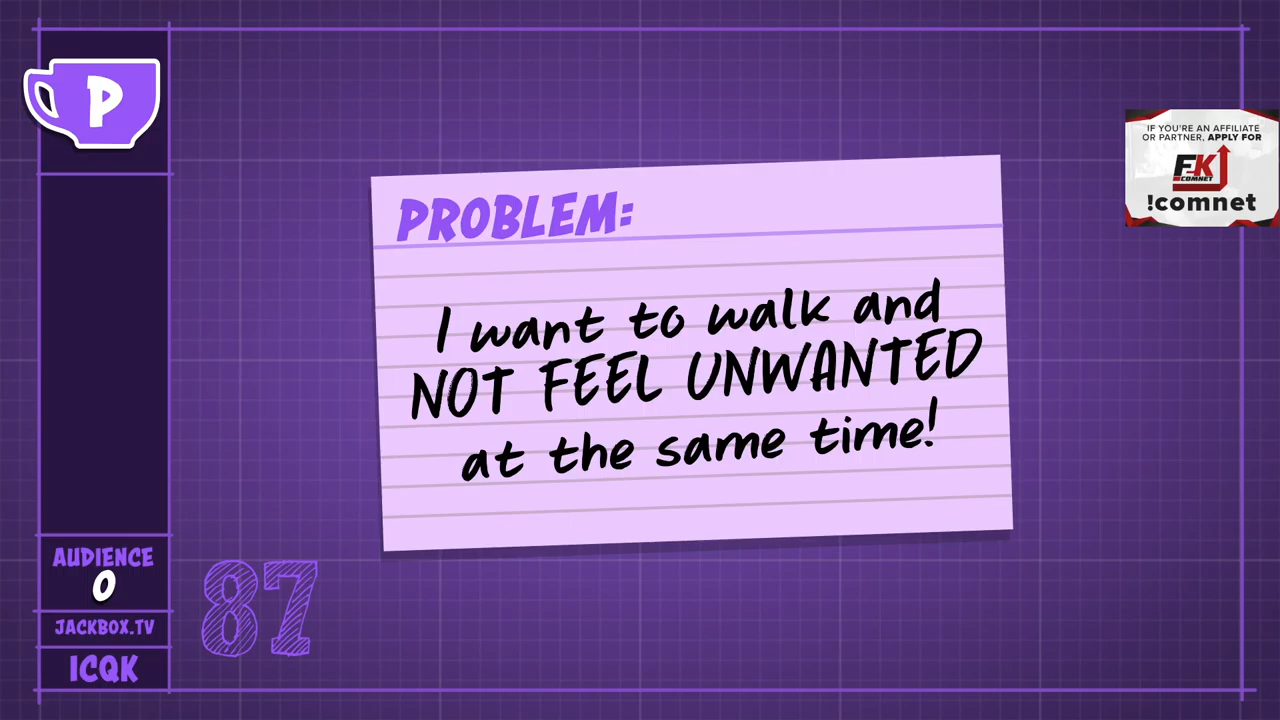 P
IF YOU'RE AN AFFILIATE
OR PARTNER, APPLY FOR
F2K
COMNET
!comnet
PROBLEM:
I want to walk and
NOT FEEL UNWANTED
at the same time!
AUDIENCE
0
JACKBOX.TV
ICQK
87